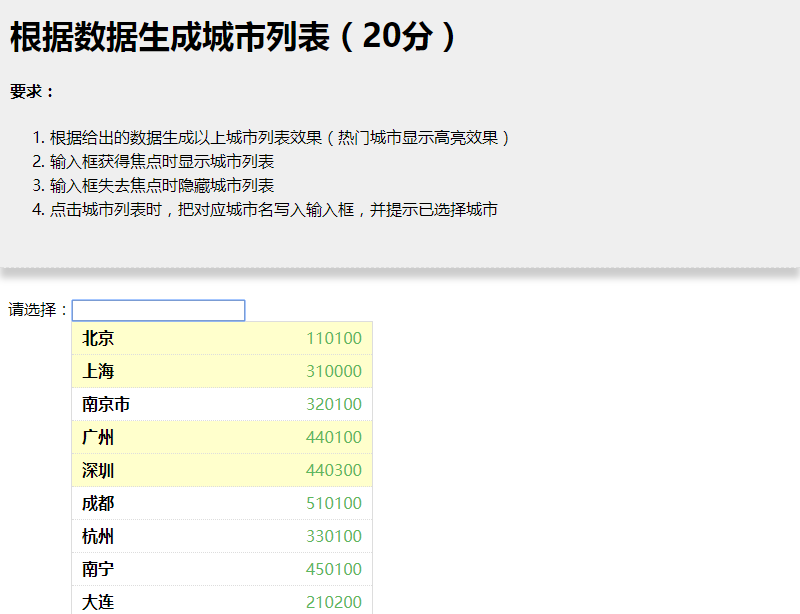 根据数据生成城市列表（20分）
要求：
1. 根据给出的数据生成以上城市列表效果（热门城市显示高亮效果）
2. 输入框获得焦点时显示城市列表
3. 输入框失去焦点时隐藏城市列表
4. 点击城市列表时，把对应城市名写入输入框，并提示已选择城市
请选择：
北京 110100
上海 310000
南京市 320100
广州 440100
深圳 440300
成都 510100
杭州 330100
南宁 450100
大连 210200